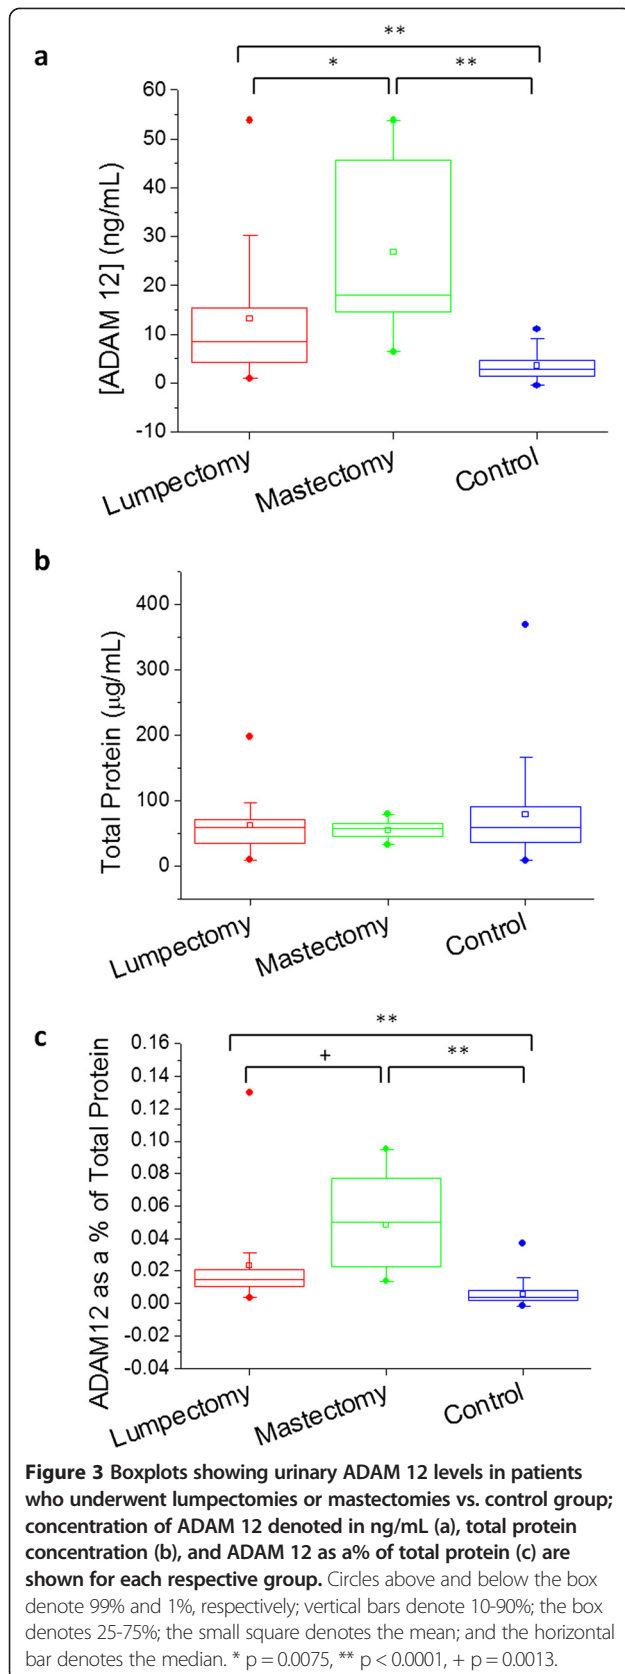 a
**
*
**
60
50
40
30
20
10
0
-10
[ADAM 12] (ng/mL)
Lumpectomy
Mastectomy
Control
b
400
300
200
100
0
Total Protein (µg/mL)
Lumpectomy
Mastectomy
Control
c
**
+
**
0.16
0.14
0.12
0.10
0.08
0.06
0.04
0.02
0.00
-0.02
-0.04
ADAM12 as a % of Total Protein
Lumpectomy
Mastectomy
Control
Figure 3 Boxplots showing urinary ADAM 12 levels in patients
who underwent lumpectomies or mastectomies vs. control group;
concentration of ADAM 12 denoted in ng/mL (a), total protein
concentration (b), and ADAM 12 as a% of total protein (c) are
shown for each respective group. Circles above and below the box
denote 99% and 1%, respectively; vertical bars denote 10-90%; the box
denotes 25-75%; the small square denotes the mean; and the horizontal
bar denotes the median. * p = 0.0075, ** p < 0.0001, + p = 0.0013.